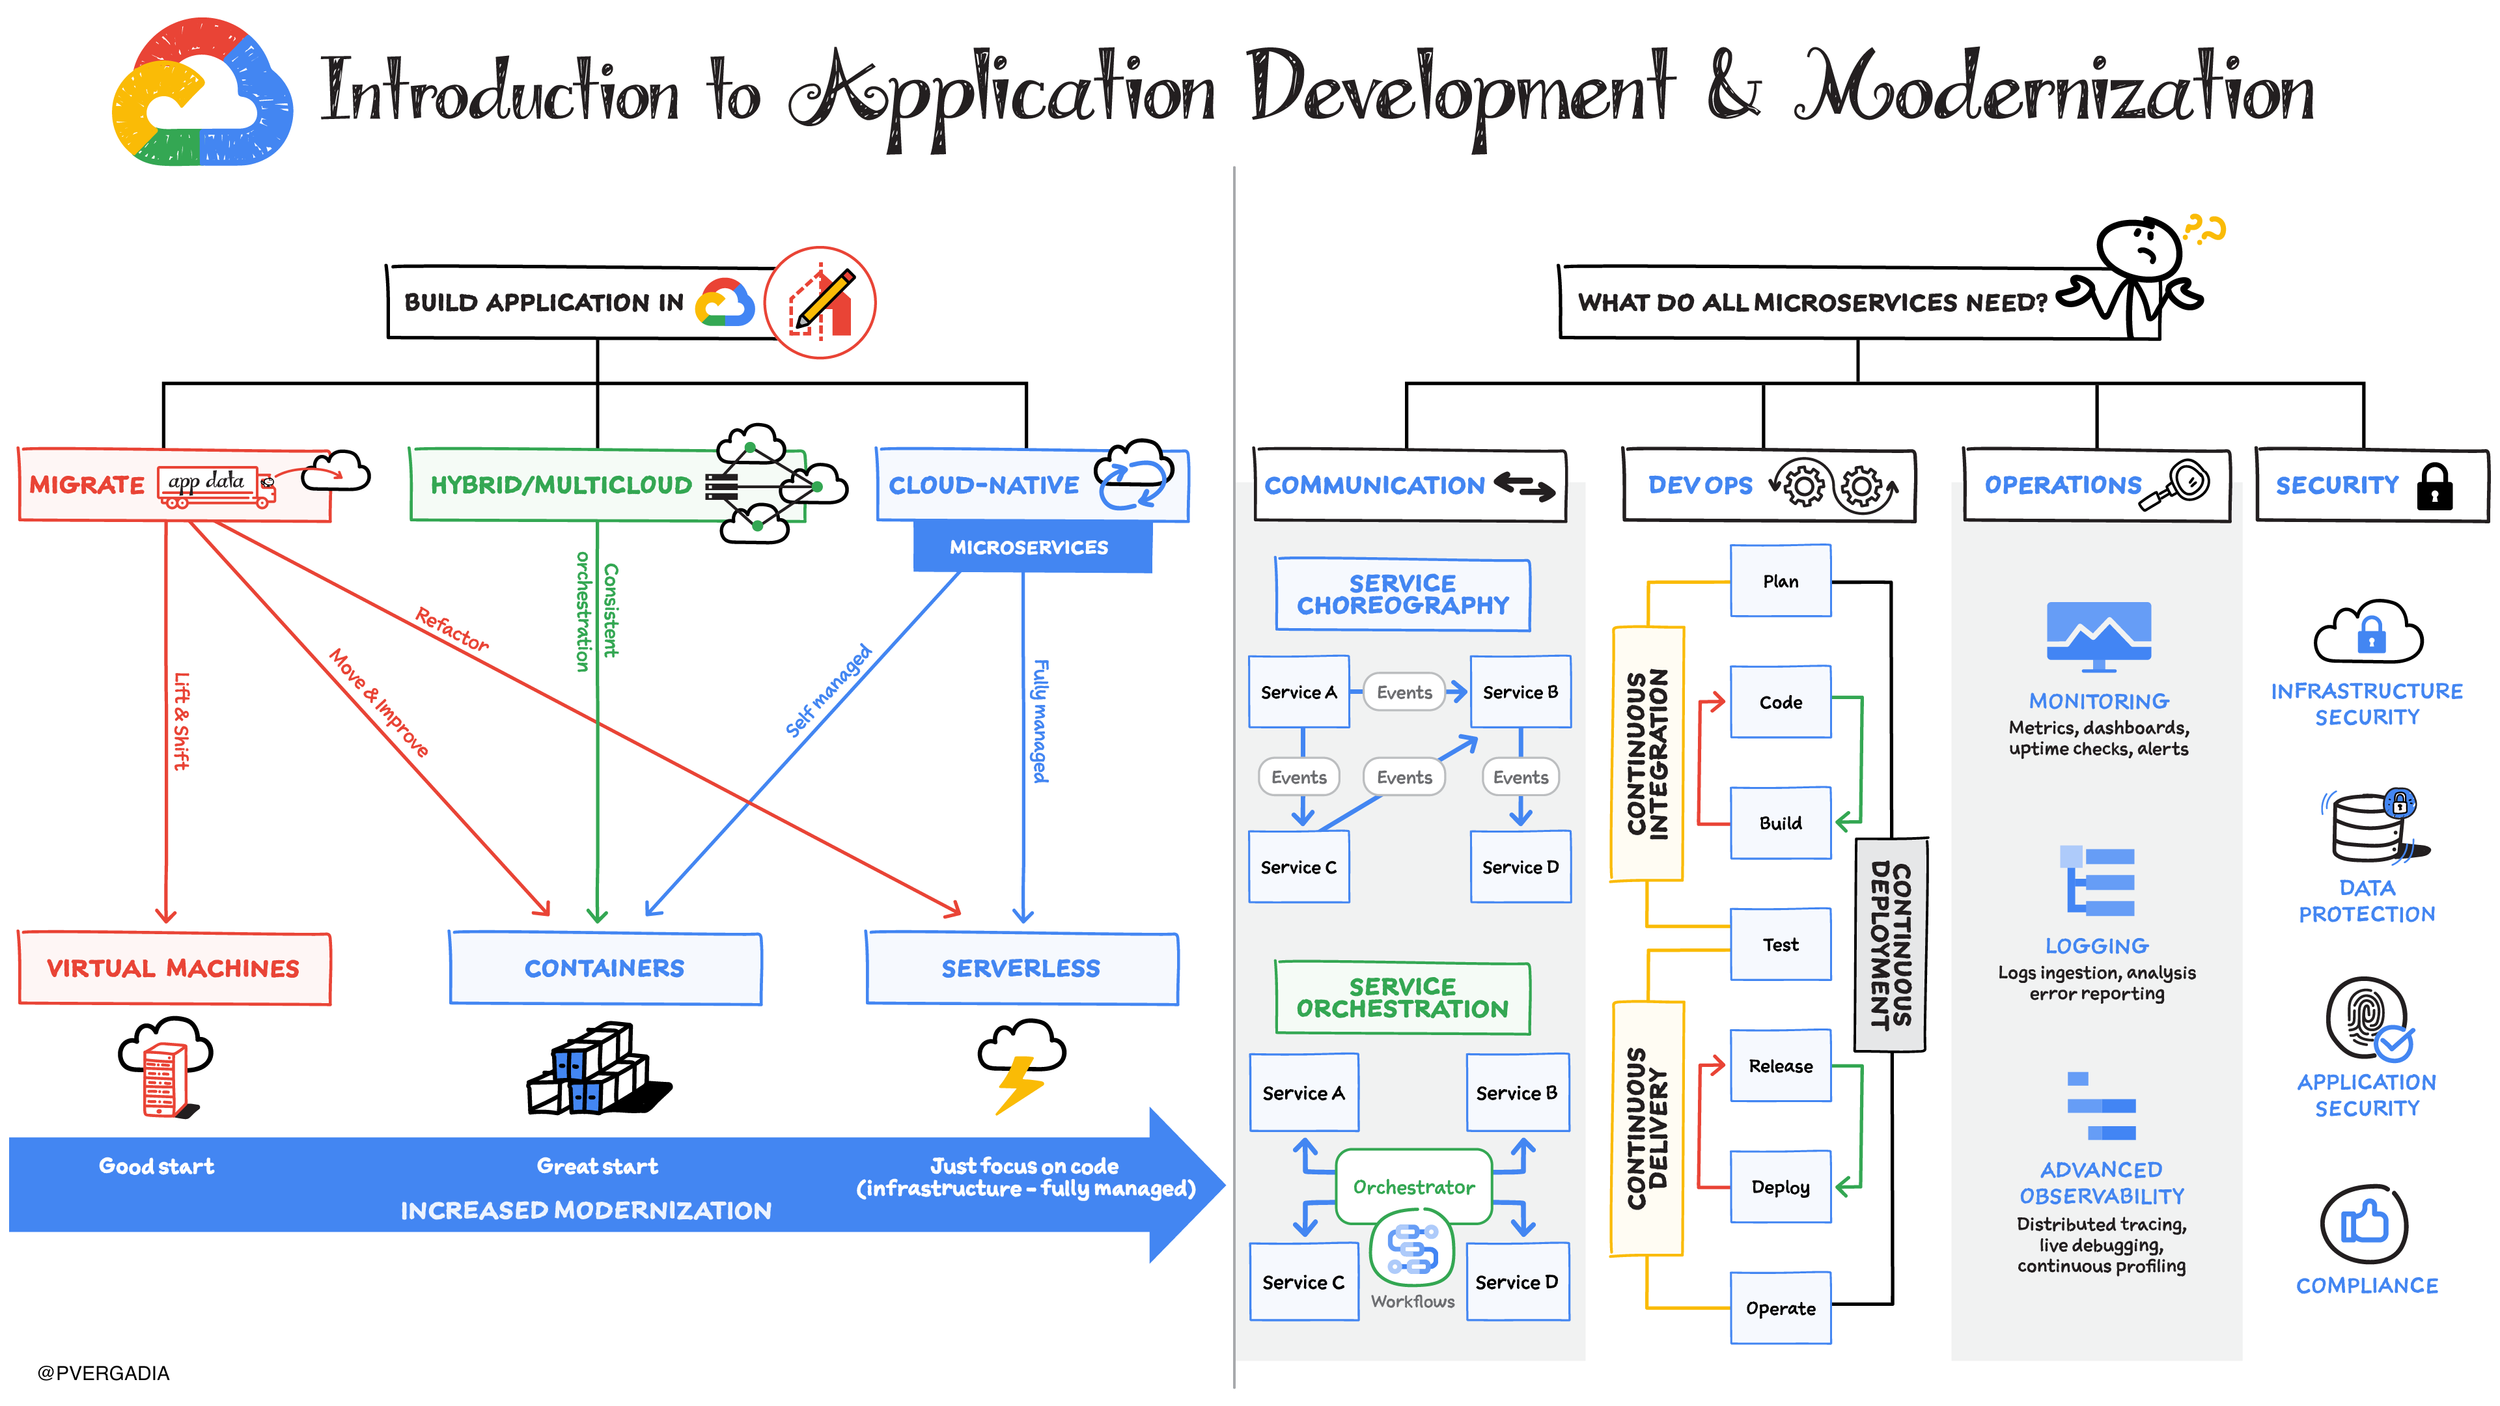 Introduction to Application Development & Modernization
BUILD APPLICATION IN
MIGRATE
app data
HYBRID/MULTICLOUD
CLOUD-NATIVE
MICROSERVICES
Lift & Shift
Move & Improve
Refactor
Consistent
orchestration
Self managed
Fully managed
VIRTUAL MACHINES
CONTAINERS
SERVERLESS
Good start
Great start
Just focus on code
(infrastructure - fully managed)
INCREASED MODERNIZATION
@PVERGADIA
WHAT DO ALL MICROSERVICES NEED?
??
COMMUNICATION
SERVICE
CHOREOGRAPHY
Service A
Events
Service B
Events
Events
Events
Service C
Service D
SERVICE
ORCHESTRATION
Service A
Service B
Orchestrator
Service C
Service D
Workflows
DEV OPS
CONTINUOUS
INTEGRATION
CONTINUOUS
DELIVERY
Plan
Code
Build
Test
Release
Deploy
Operate
CONTINUOUS
DEPLOYMENT
OPERATIONS
MONITORING
Metrics, dashboards,
uptime checks, alerts
LOGGING
Logs ingestion, analysis
error reporting
ADVANCED
OBSERVABILITY
Distributed tracing,
live debugging,
continuous profiling
SECURITY
INFRASTRUCTURE
SECURITY
DATA
PROTECTION
APPLICATION
SECURITY
COMPLIANCE